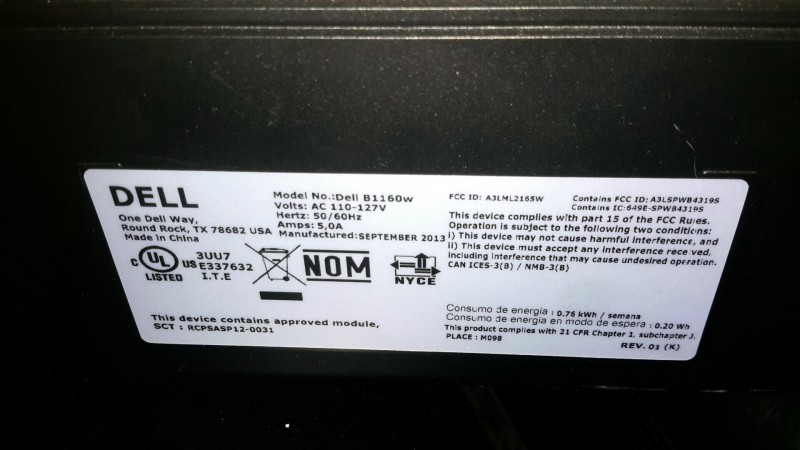 DELL
One Dell Way,
Round Rock, TX 78682 USA
Made in China
Model No.:Dell B1160w
Volts: AC 110-127V
Hertz: 50/60Hz
Amps: 5,0A
Manufactured:SEPTEMBER 2013
FCC ID: A3LML2165W
Contains FCC ID: A3LSPWB4319S
Contains IC:649E-SPWB4319S
This device complies with part 15 of the FCC Rules.
Operation is subject to the following two conditions:
i) This device may not cause harmful interference, and
ii) This device must accept any interference received,
including interference that may cause undesired operation.
CAN ICES-3(B) / NMB-3(B)
C UL US
LISTED
3UU7
E337632
I.T.E
NOM
NYCE
This device contains approved module,
SCT : RCPSASP12-0031
Consumo de energía : 0.76 kWh / semana
Consumo de energía en modo de espera : 0.20 Wh
This product complies with 21 CFR Chapter 1, subchapter J.
PLACE : M098
REV. 01 (K)